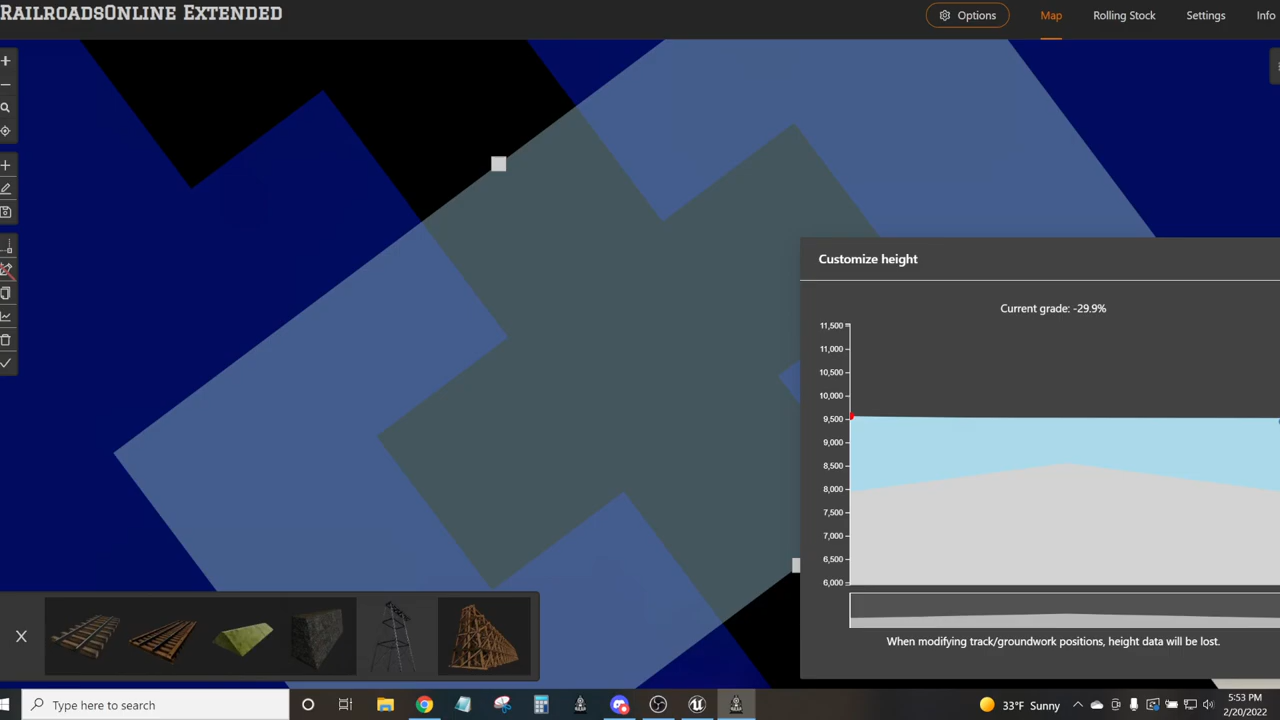 RAILROADSONLINE EXTENDED
Options
Map
Rolling Stock
Settings
Info
Customize height
Current grade: -29.9%
11,500
11,000
10,500
10,000
9,500
9,000
8,500
8,000
7,500
7,000
6,500
6,000
When modifying track/groundwork positions, height data will be lost.
X
Type here to search
33°F Sunny
5:53 PM
2/20/2022